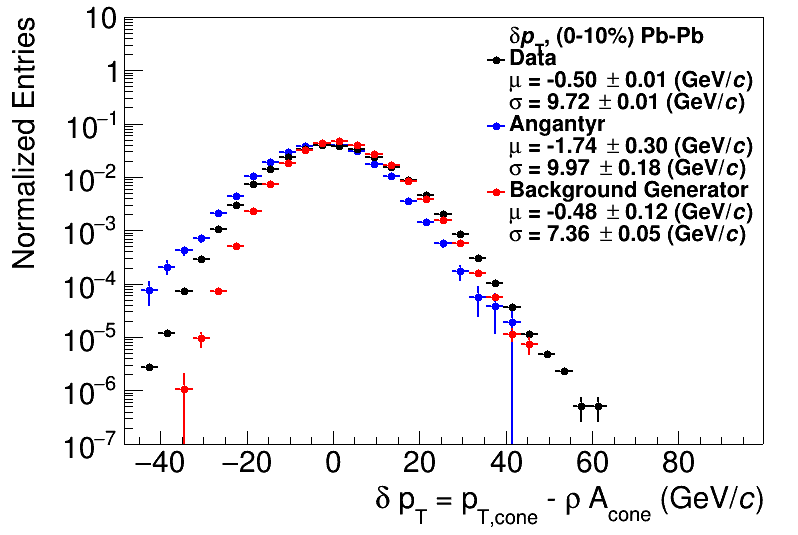 Normalized Entries
10
1
10⁻¹
10⁻²
10⁻³
10⁻⁴
10⁻⁵
10⁻⁶
10⁻⁷
δp_T, (0-10%) Pb-Pb
Data
μ = -0.50 ± 0.01 (GeV/c)
σ = 9.72 ± 0.01 (GeV/c)
Angantyr
μ = -1.74 ± 0.30 (GeV/c)
σ = 9.97 ± 0.18 (GeV/c)
Background Generator
μ = -0.48 ± 0.12 (GeV/c)
σ = 7.36 ± 0.05 (GeV/c)
−40 −20 0 20 40 60 80
δ p_T = p_T,cone - ρ A_cone (GeV/c)